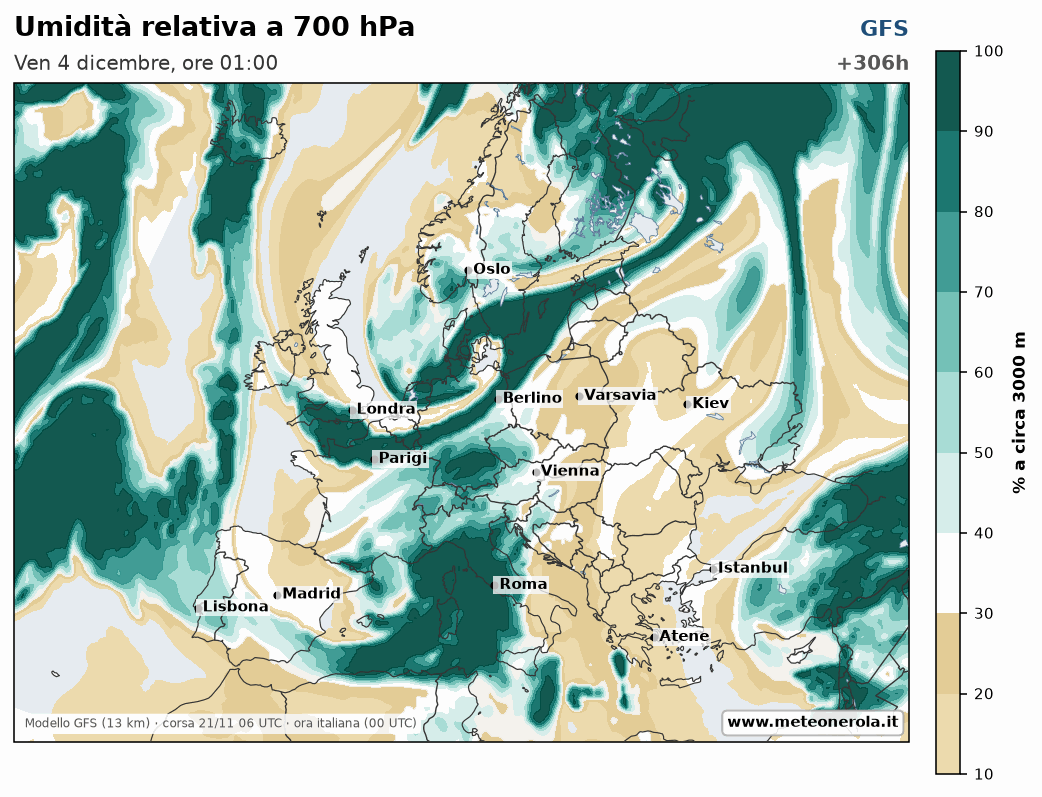 Umidità relativa a 700 hPa
GFS
Ven 4 dicembre, ore 01:00
+306h
100
90
80
70
60
50
40
30
20
10
% a circa 3000 m
Oslo
Londra
Berlino
Varsavia
Kiev
Parigi
Vienna
Istanbul
Roma
Madrid
Lisbona
Atene
Modello GFS (13 km) · corsa 21/11 06 UTC · ora italiana (00 UTC)
www.meteonerola.it